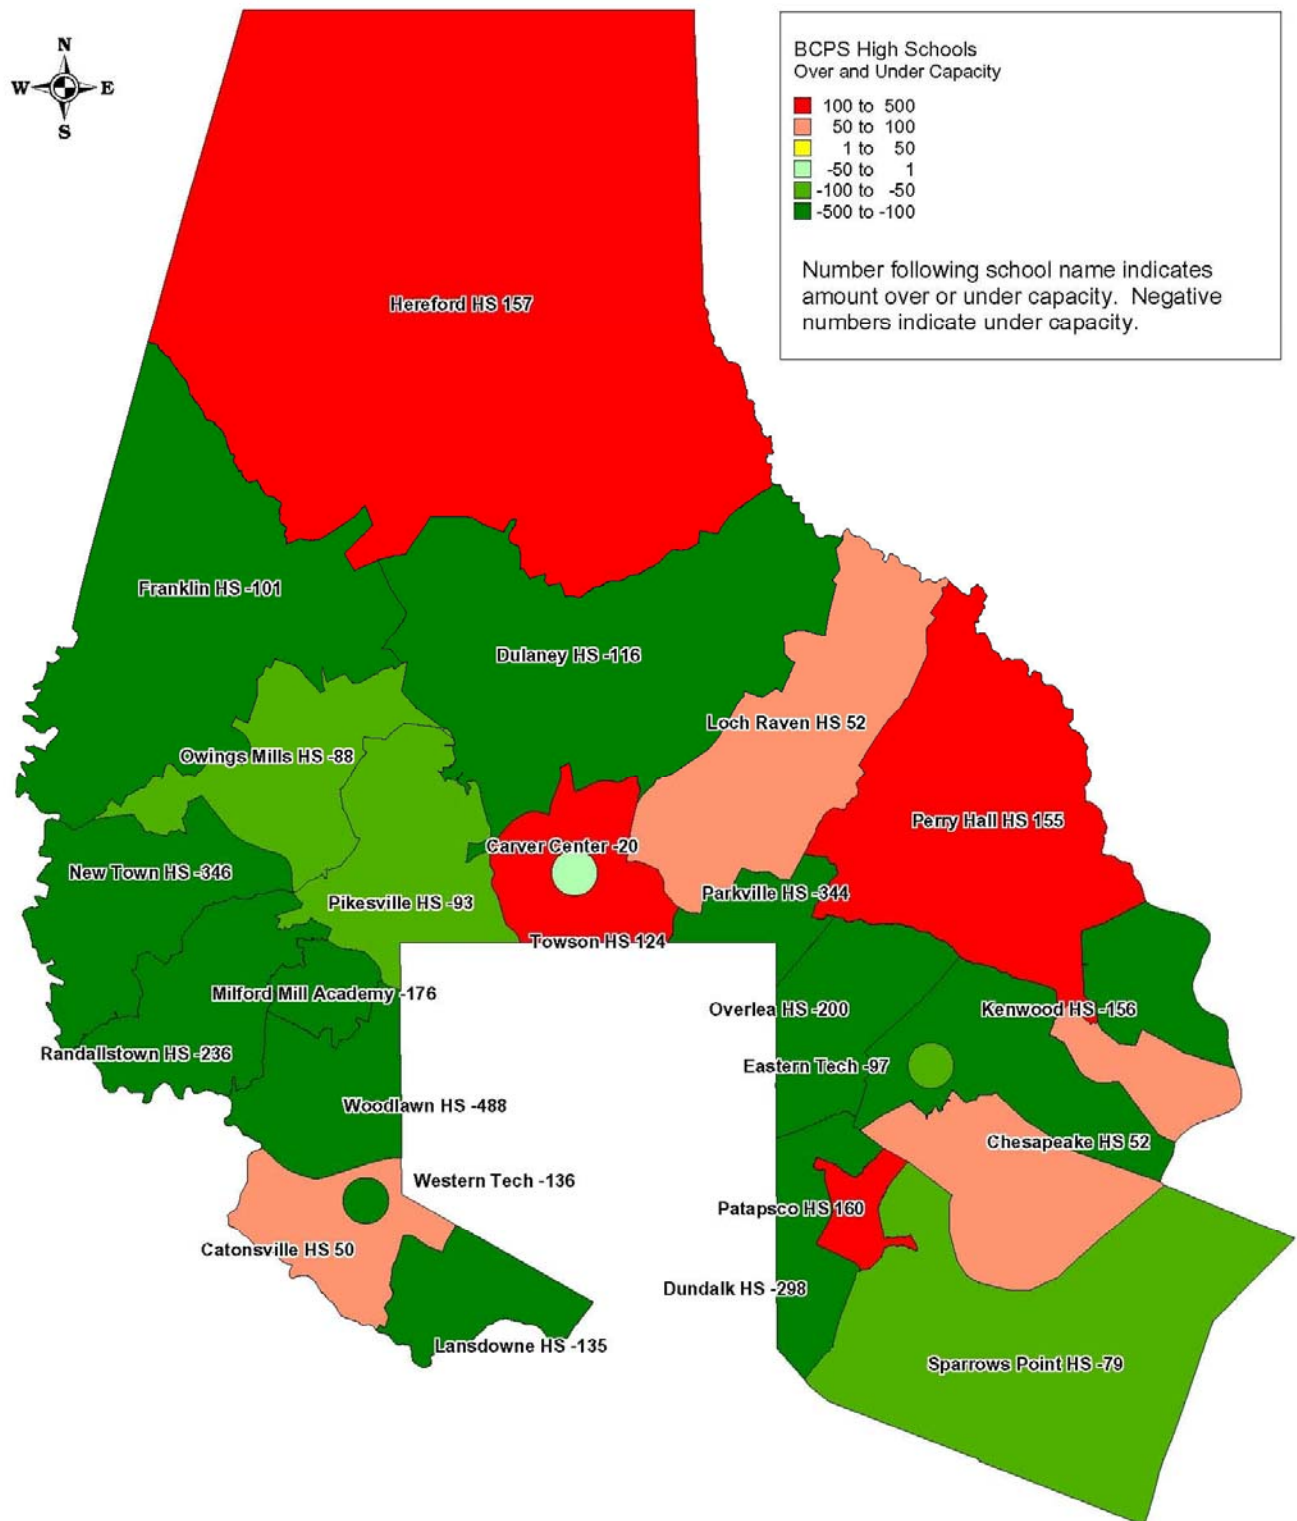 N
W E
S
BCPS High Schools
Over and Under Capacity
100 to 500
50 to 100
1 to 50
-50 to 1
-100 to -50
-500 to -100
Number following school name indicates
amount over or under capacity. Negative
numbers indicate under capacity.
Hereford HS 157
Franklin HS -101
Dulaney HS -116
Loch Raven HS 52
Owings Mills HS -88
Perry Hall HS 155
Carver Center -20
New Town HS -346
Parkville HS -344
Pikesville HS -93
Towson HS 124
Milford Mill Academy -176
Overlea HS -200
Kenwood HS -156
Randallstown HS -236
Eastern Tech -97
Woodlawn HS -488
Chesapeake HS 52
Western Tech -136
Patapsco HS 160
Catonsville HS 50
Dundalk HS -298
Lansdowne HS -135
Sparrows Point HS -79